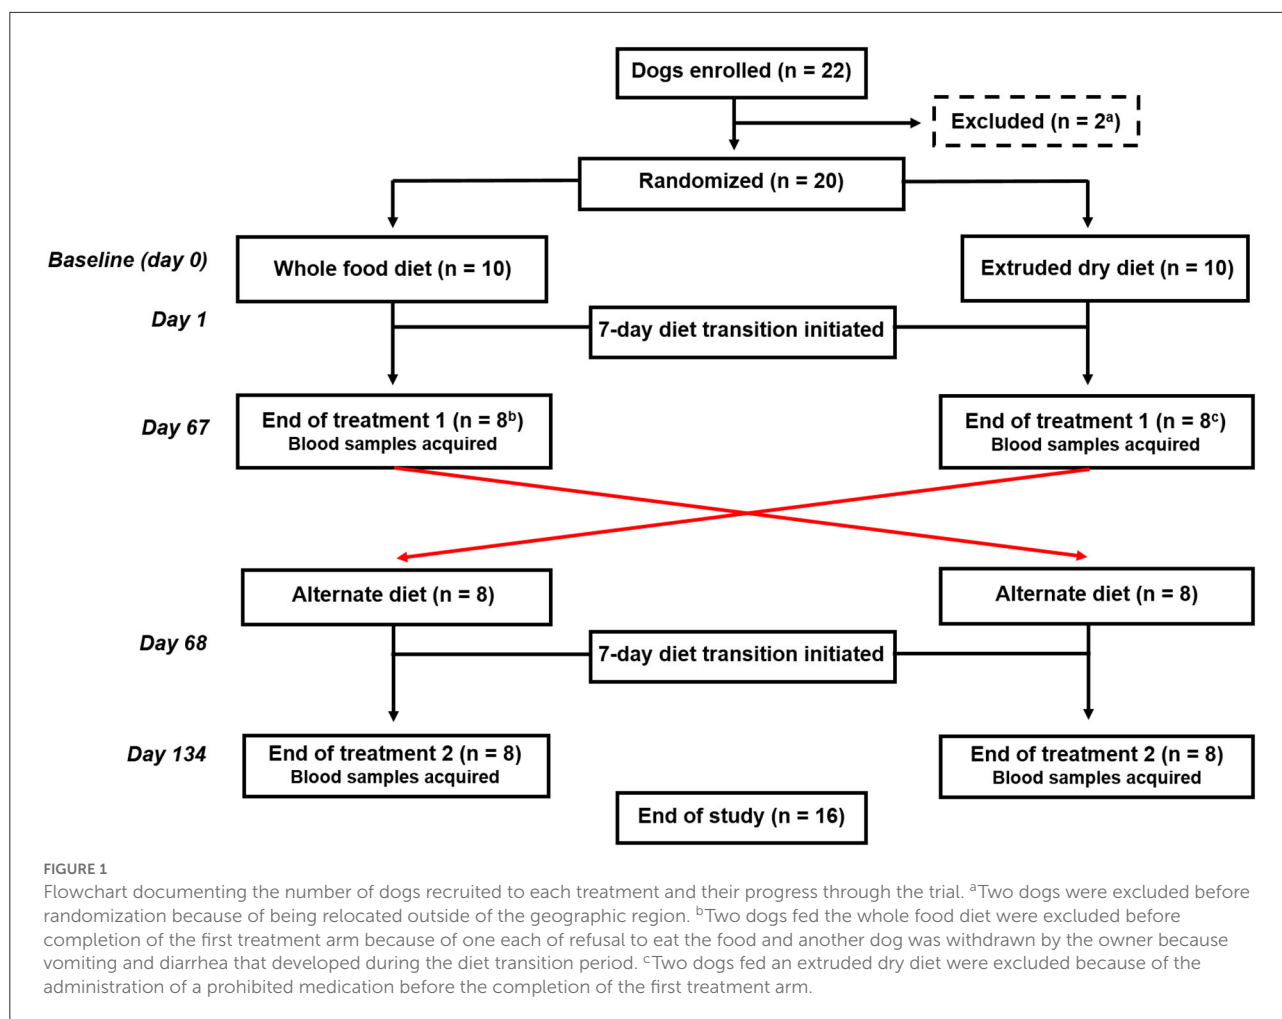 Dogs enrolled (n = 22)
Excluded (n = 2ᵃ)
Randomized (n = 20)
Baseline (day 0)
Whole food diet (n = 10)
Extruded dry diet (n = 10)
Day 1
7-day diet transition initiated
Day 67
End of treatment 1 (n = 8ᵇ)
Blood samples acquired
End of treatment 1 (n = 8ᶜ)
Blood samples acquired
Alternate diet (n = 8)
Alternate diet (n = 8)
Day 68
7-day diet transition initiated
Day 134
End of treatment 2 (n = 8)
Blood samples acquired
End of treatment 2 (n = 8)
Blood samples acquired
End of study (n = 16)
FIGURE 1
Flowchart documenting the number of dogs recruited to each treatment and their progress through the trial. ᵃTwo dogs were excluded before
randomization because of being relocated outside of the geographic region. ᵇTwo dogs fed the whole food diet were excluded before
completion of the first treatment arm because of one each of refusal to eat the food and another dog was withdrawn by the owner because
vomiting and diarrhea that developed during the diet transition period. ᶜTwo dogs fed an extruded dry diet were excluded because of the
administration of a prohibited medication before the completion of the first treatment arm.